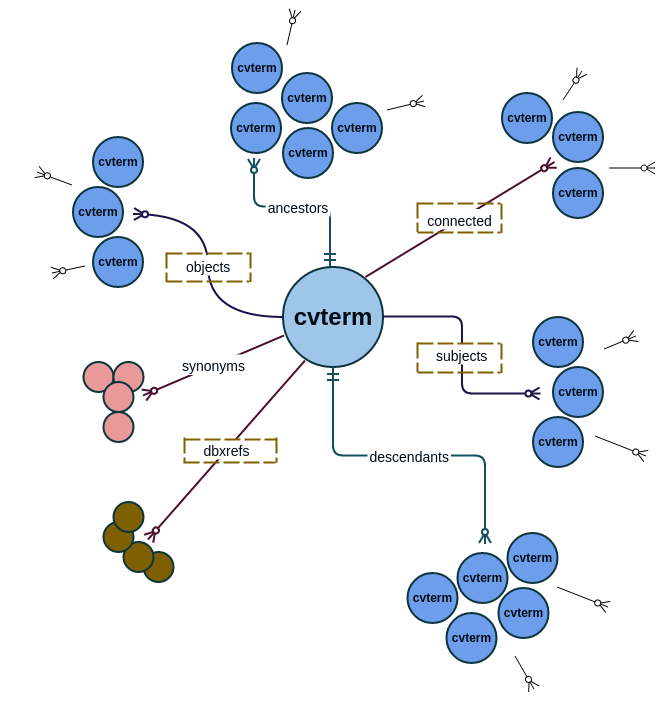 cvterm
cvterm
cvterm
cvterm
cvterm
ancestors
cvterm
cvterm
cvterm
connected
cvterm
cvterm
cvterm
objects
cvterm
subjects
cvterm
cvterm
cvterm
synonyms
dbxrefs
descendants
cvterm
cvterm
cvterm
cvterm
cvterm